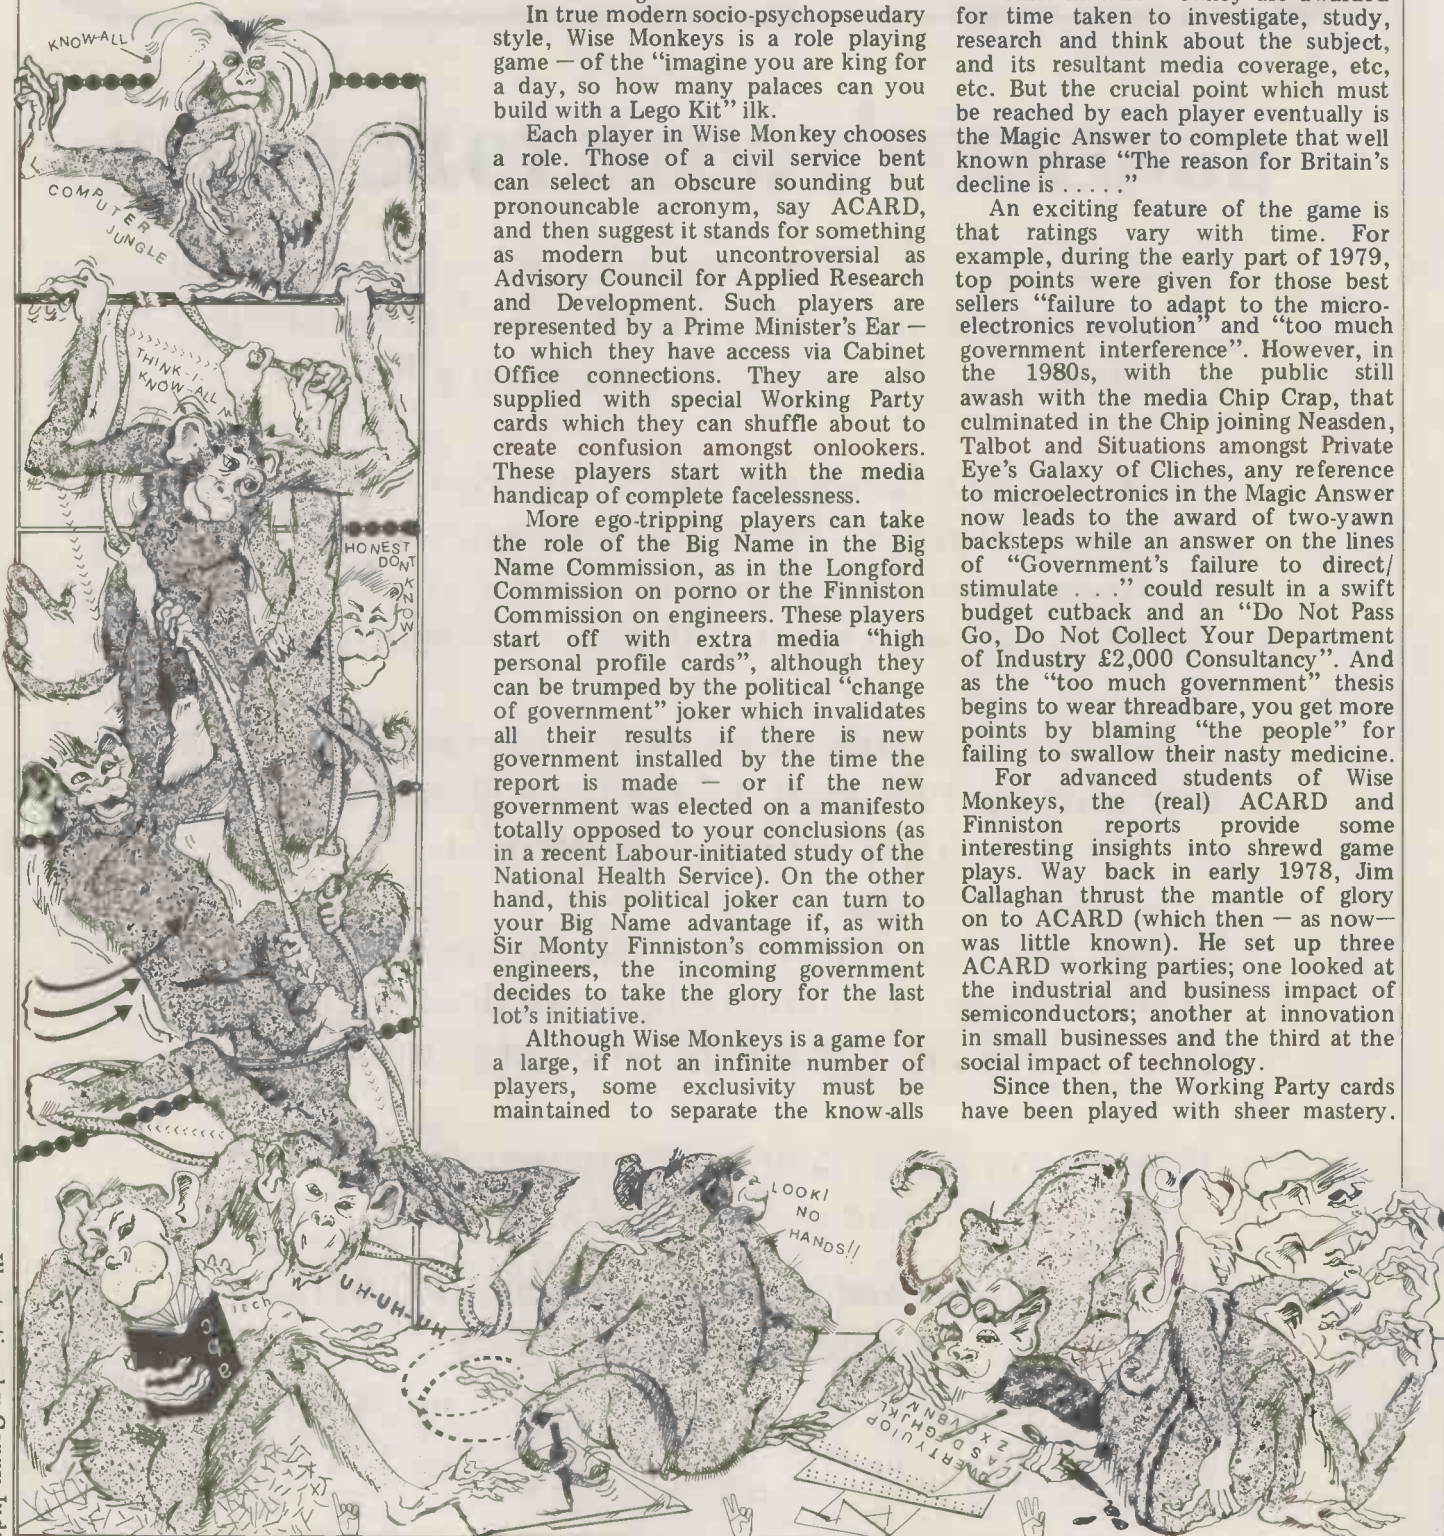 In true modern socio-psychopseudary
style, Wise Monkeys is a role playing
game — of the “imagine you are king for
a day, so how many palaces can you
build with a Lego Kit” ilk.
Each player in Wise Monkey chooses
a role. Those of a civil service bent
can select an obscure sounding but
pronouncable acronym, say ACARD,
and then suggest it stands for something
as modern but uncontroversial as
Advisory Council for Applied Research
and Development. Such players are
represented by a Prime Minister’s Ear —
to which they have access via Cabinet
Office connections. They are also
supplied with special Working Party
cards which they can shuffle about to
create confusion amongst onlookers.
These players start with the media
handicap of complete facelessness.
More ego-tripping players can take
the role of the Big Name in the Big
Name Commission, as in the Longford
Commission on porno or the Finniston
Commission on engineers. These players
start off with extra media “high
personal profile cards”, although they
can be trumped by the political “change
of government” joker which invalidates
all their results if there is new
government installed by the time the
report is made — or if the new
government was elected on a manifesto
totally opposed to your conclusions (as
in a recent Labour-initiated study of the
National Health Service). On the other
hand, this political joker can turn to
your Big Name advantage if, as with
Sir Monty Finniston’s commission on
engineers, the incoming government
decides to take the glory for the last
lot’s initiative.
Although Wise Monkeys is a game for
a large, if not an infinite number of
players, some exclusivity must be
maintained to separate the know-alls
for time taken to investigate, study,
research and think about the subject,
and its resultant media coverage, etc,
etc. But the crucial point which must
be reached by each player eventually is
the Magic Answer to complete that well
known phrase “The reason for Britain’s
decline is . . . . .”
An exciting feature of the game is
that ratings vary with time. For
example, during the early part of 1979,
top points were given for those best
sellers “failure to adapt to the micro-
electronics revolution” and “too much
government interference”. However, in
the 1980s, with the public still
awash with the media Chip Crap, that
culminated in the Chip joining Neasden,
Talbot and Situations amongst Private
Eye’s Galaxy of Cliches, any reference
to microelectronics in the Magic Answer
now leads to the award of two-yawn
backsteps while an answer on the lines
of “Government’s failure to direct/
stimulate . . .” could result in a swift
budget cutback and an “Do Not Pass
Go, Do Not Collect Your Department
of Industry £2,000 Consultancy”. And
as the “too much government” thesis
begins to wear threadbare, you get more
points by blaming “the people” for
failing to swallow their nasty medicine.
For advanced students of Wise
Monkeys, the (real) ACARD and
Finniston reports provide some
interesting insights into shrewd game
plays. Way back in early 1978, Jim
Callaghan thrust the mantle of glory
on to ACARD (which then — as now—
was little known). He set up three
ACARD working parties; one looked at
the industrial and business impact of
semiconductors; another at innovation
in small businesses and the third at the
social impact of technology.
Since then, the Working Party cards
have been played with sheer mastery.
KNOW-ALL
COMPUTER
JUNGLE
THINK-I-
KNOW-ALL
HONEST
DON'T
KNOW
UH-UH-UH
itch
LOOK!
NO
HANDS!!
QWERTYUIOP
ASDFGHJKL
ZXCVBNM